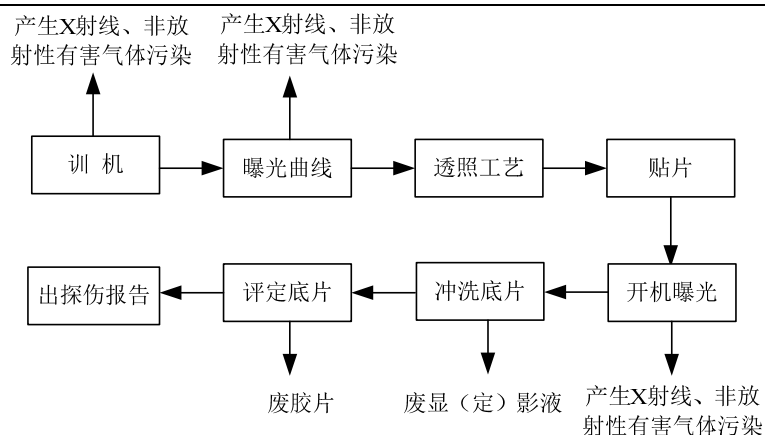 产生X射线、非放
射性有害气体污染
产生X射线、非放
射性有害气体污染
训 机
曝光曲线
透照工艺
贴片
出探伤报告
评定底片
冲洗底片
开机曝光
废胶片
废显（定）影液
产生X射线、非放
射性有害气体污染